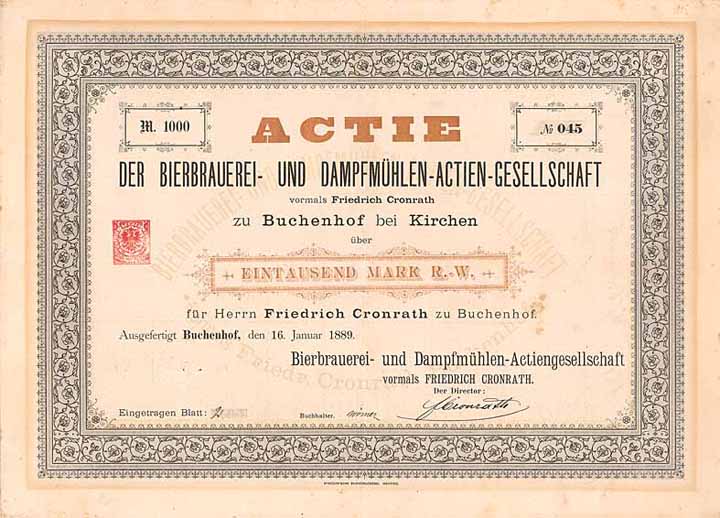 M. 1000
ACTIE
№ 045
DER BIERBRAUEREI- UND DAMPFMÜHLEN-ACTIEN-GESELLSCHAFT
vormals Friedrich Cronrath
zu Buchenhof bei Kirchen
über
EINTAUSEND MARK R.-W.
für Herrn Friedrich Cronrath zu Buchenhof.
Ausgefertigt Buchenhof, den 16. Januar 1889.
Bierbrauerei- und Dampfmühlen-Actiengesellschaft
vormals FRIEDRICH CRONRATH.
Der Director:
Eingetragen Blatt:
Buchhalter.
FCronrath